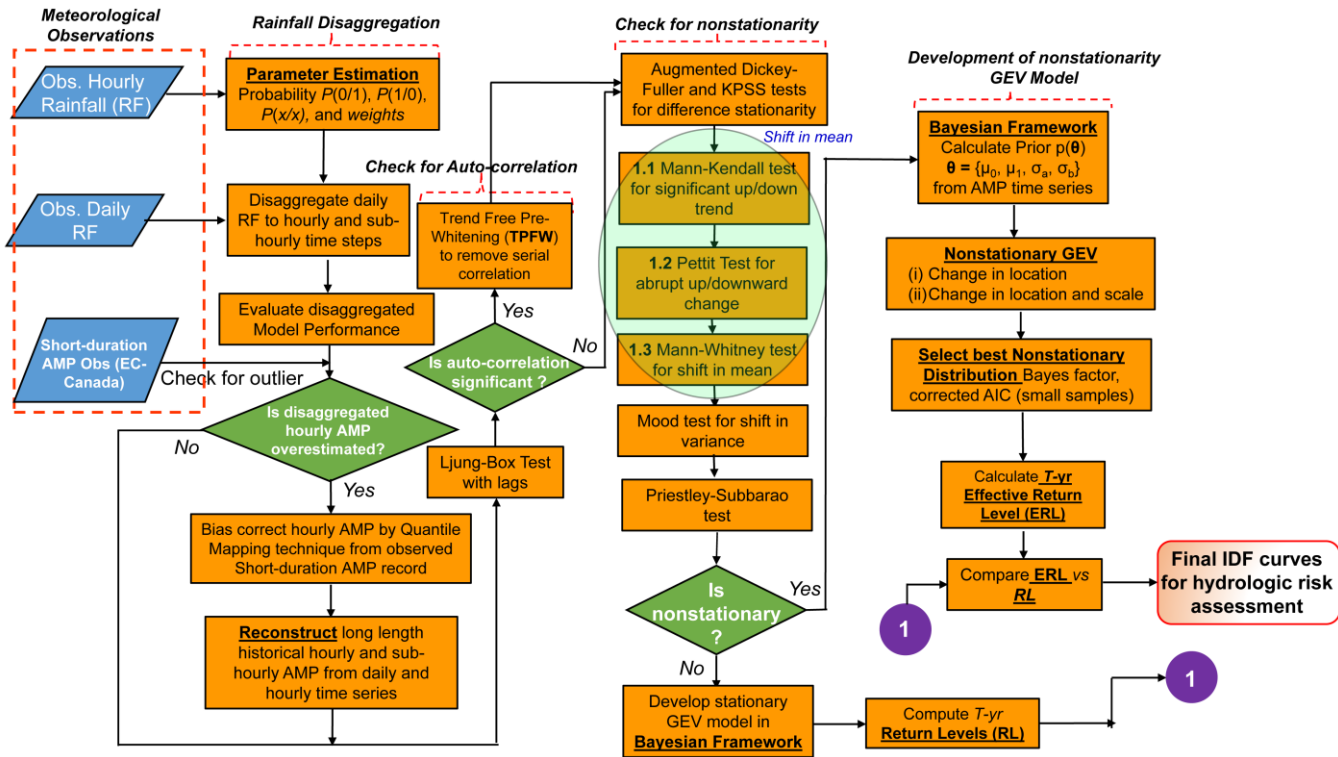 Meteorological
Observations
Obs. Hourly
Rainfall (RF)
Obs. Daily
RF
Short-duration
AMP Obs (EC-
Canada)
Rainfall Disaggregation
Parameter Estimation
Probability P(0/1), P(1/0),
P(x/x), and weights
Disaggregate daily
RF to hourly and sub-
hourly time steps
Evaluate disaggregated
Model Performance
Check for outlier
Is disaggregated
hourly AMP
overestimated?
No
Yes
Bias correct hourly AMP by Quantile
Mapping technique from observed
Short-duration AMP record
Reconstruct long length
historical hourly and sub-
hourly AMP from daily and
hourly time series
Check for Auto-correlation
Trend Free Pre-
Whitening (TPFW)
to remove serial
correlation
Yes
No
Is auto-correlation
significant ?
Ljung-Box Test
with lags
Check for nonstationarity
Augmented Dickey-
Fuller and KPSS tests
for difference stationarity
Shift in mean
1.1 Mann-Kendall test
for significant up/down
trend
1.2 Pettit Test for
abrupt up/downward
change
1.3 Mann-Whitney test
for shift in mean
Mood test for shift in
variance
Priestley-Subbarao
test
Is
nonstationary
?
Yes
No
Develop stationary
GEV model in
Bayesian Framework
Compute T-yr
Return Levels (RL)
1
Development of nonstationarity
GEV Model
Bayesian Framework
Calculate Prior p(θ)
θ = {μ₀, μ₁, σₐ, σb}
from AMP time series
Nonstationary GEV
(i) Change in location
(ii)Change in location and scale
Select best Nonstationary
Distribution Bayes factor,
corrected AIC (small samples)
Calculate T-yr
Effective Return
Level (ERL)
Compare ERL vs
RL
1
Final IDF curves
for hydrologic risk
assessment